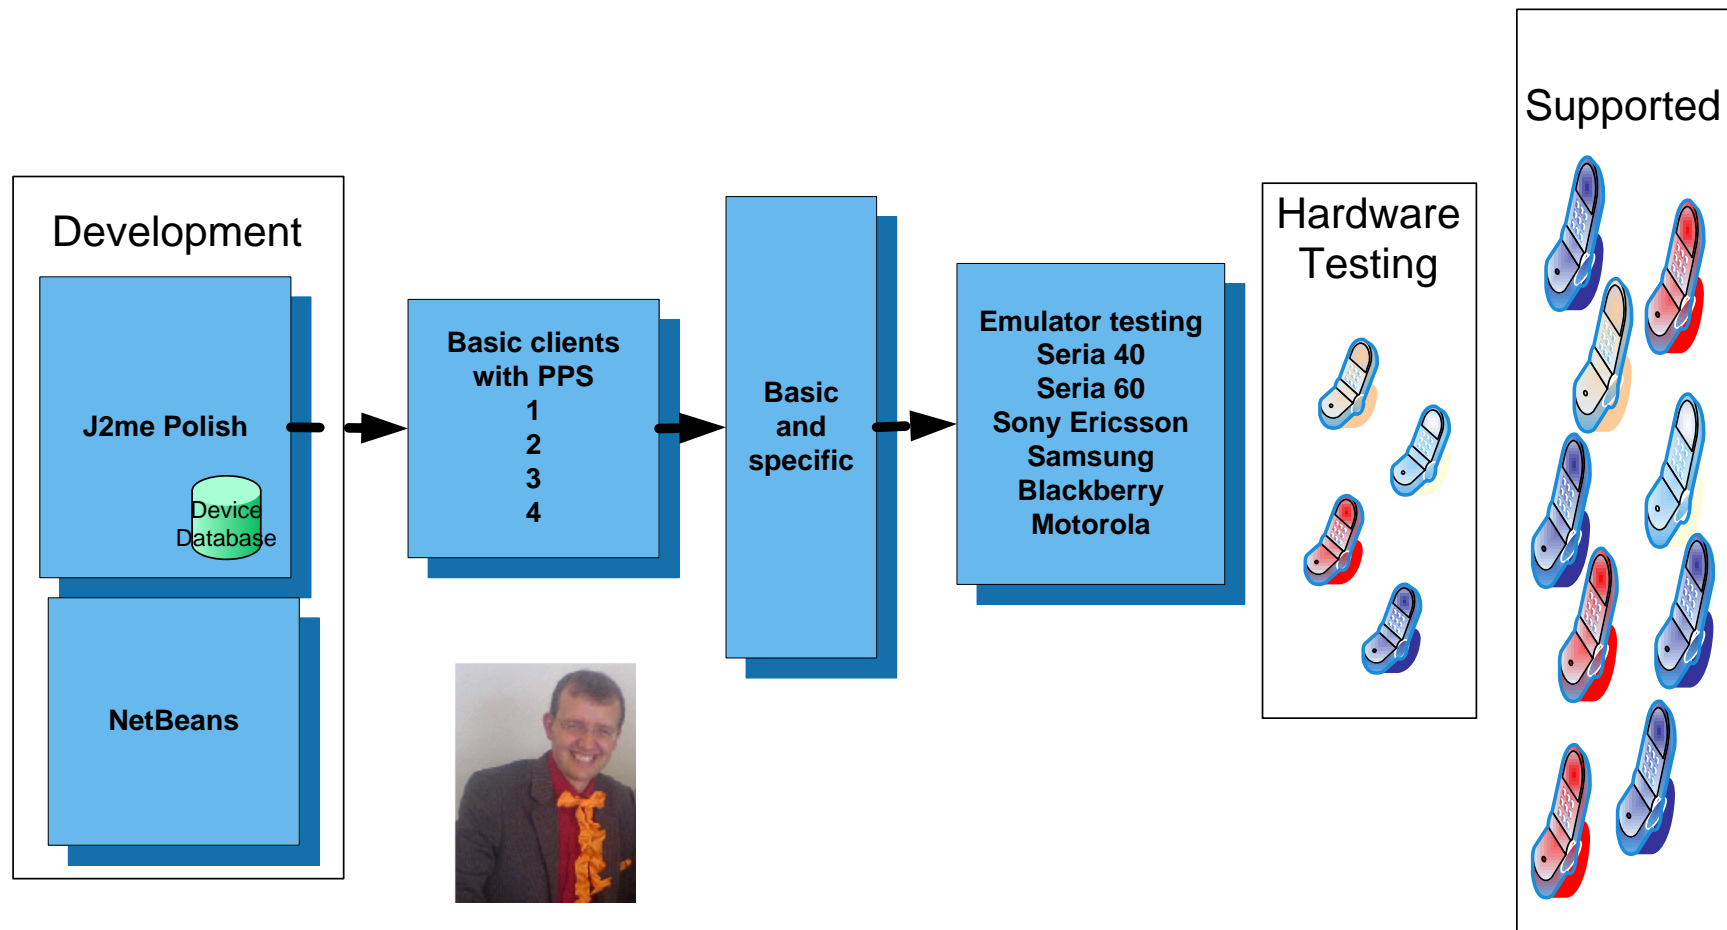 Development
J2me Polish
Device
Database
NetBeans
Basic clients
with PPS
1
2
3
4
Basic
and
specific
Emulator testing
Seria 40
Seria 60
Sony Ericsson
Samsung
Blackberry
Motorola
Hardware
Testing
Supported